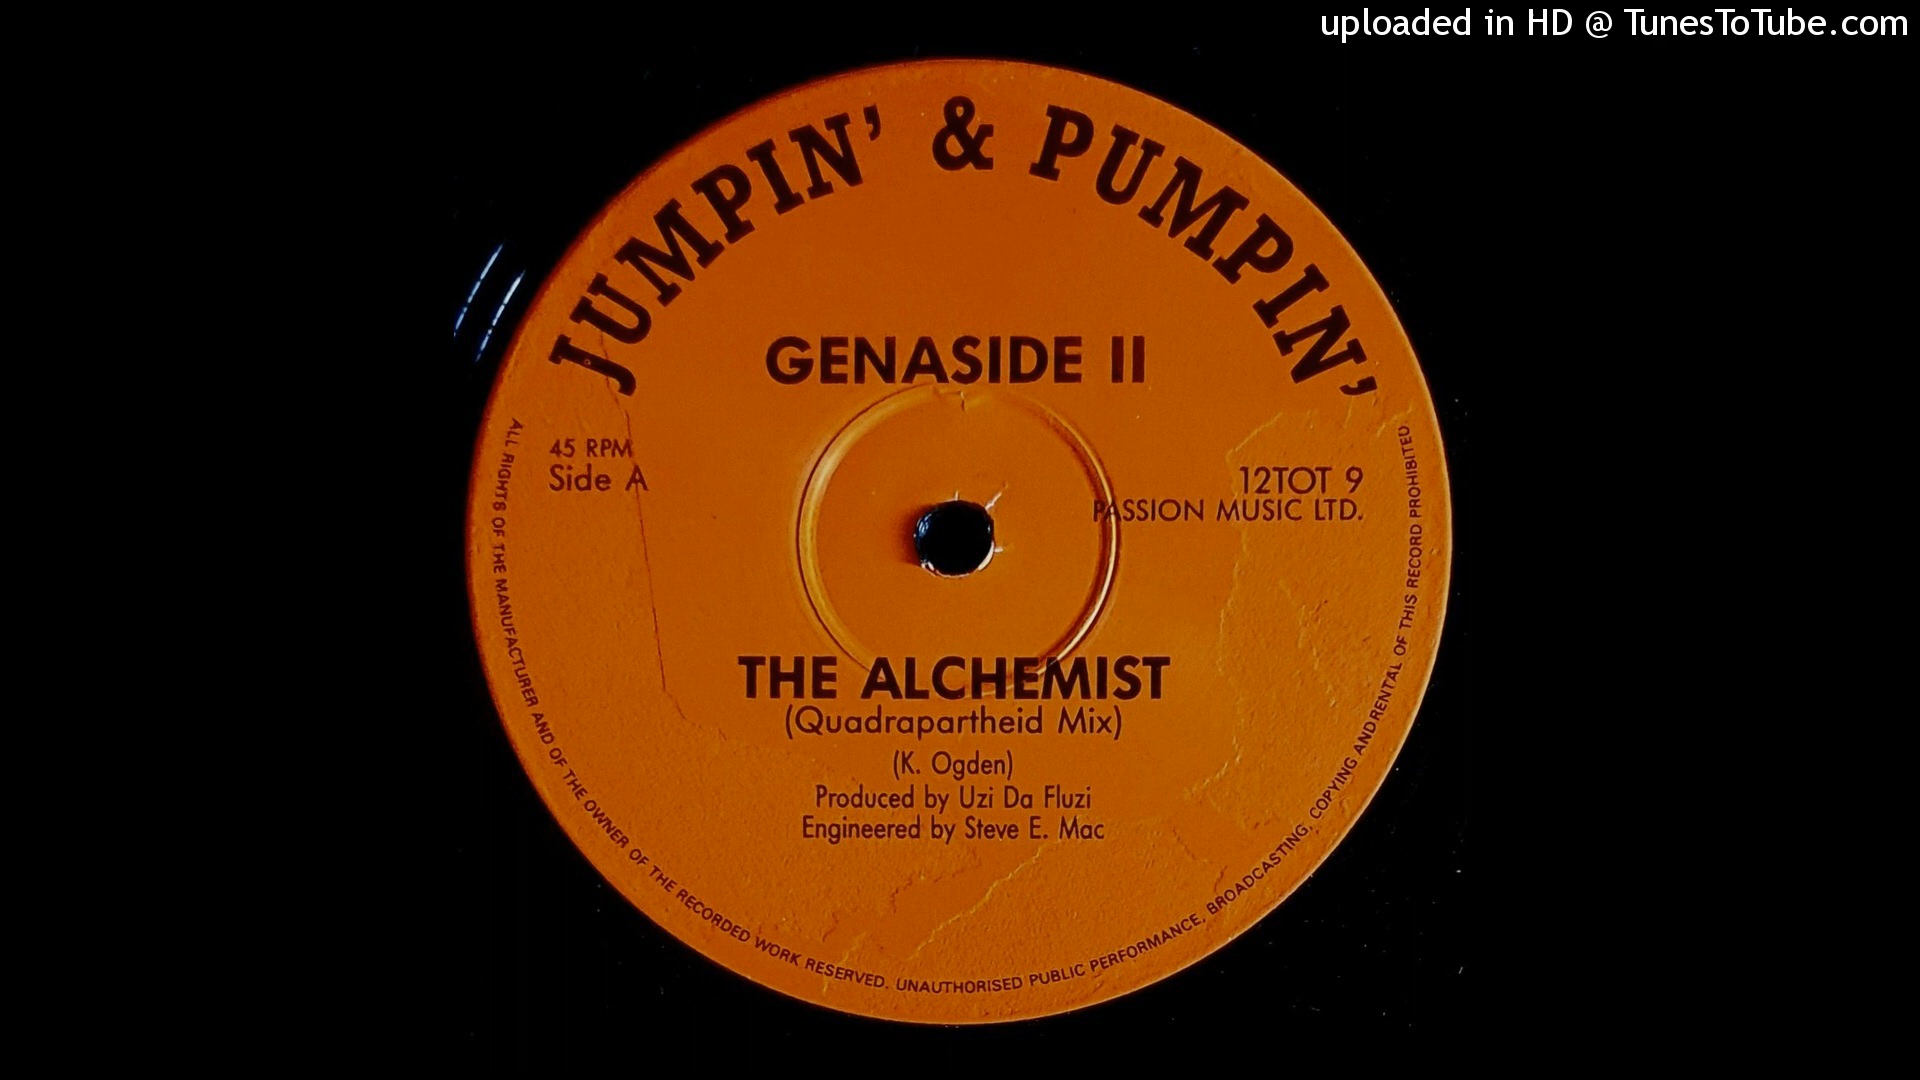 uploaded in HD @ TunesToTube.com
JUMPIN' & PUMPIN'
GENASIDE II
45 RPM
Side A
12TOT 9
PASSION MUSIC LTD.
THE ALCHEMIST
(Quadrapartheid Mix)
(K. Ogden)
Produced by Uzi Da Fluzi
Engineered by Steve E. Mac
ALL RIGHTS OF THE MANUFACTURER AND OF THE OWNER OF THE RECORDED WORK RESERVED. UNAUTHORISED PUBLIC PERFORMANCE, BROADCASTING, COPYING AND RENTAL OF THIS RECORD PROHIBITED